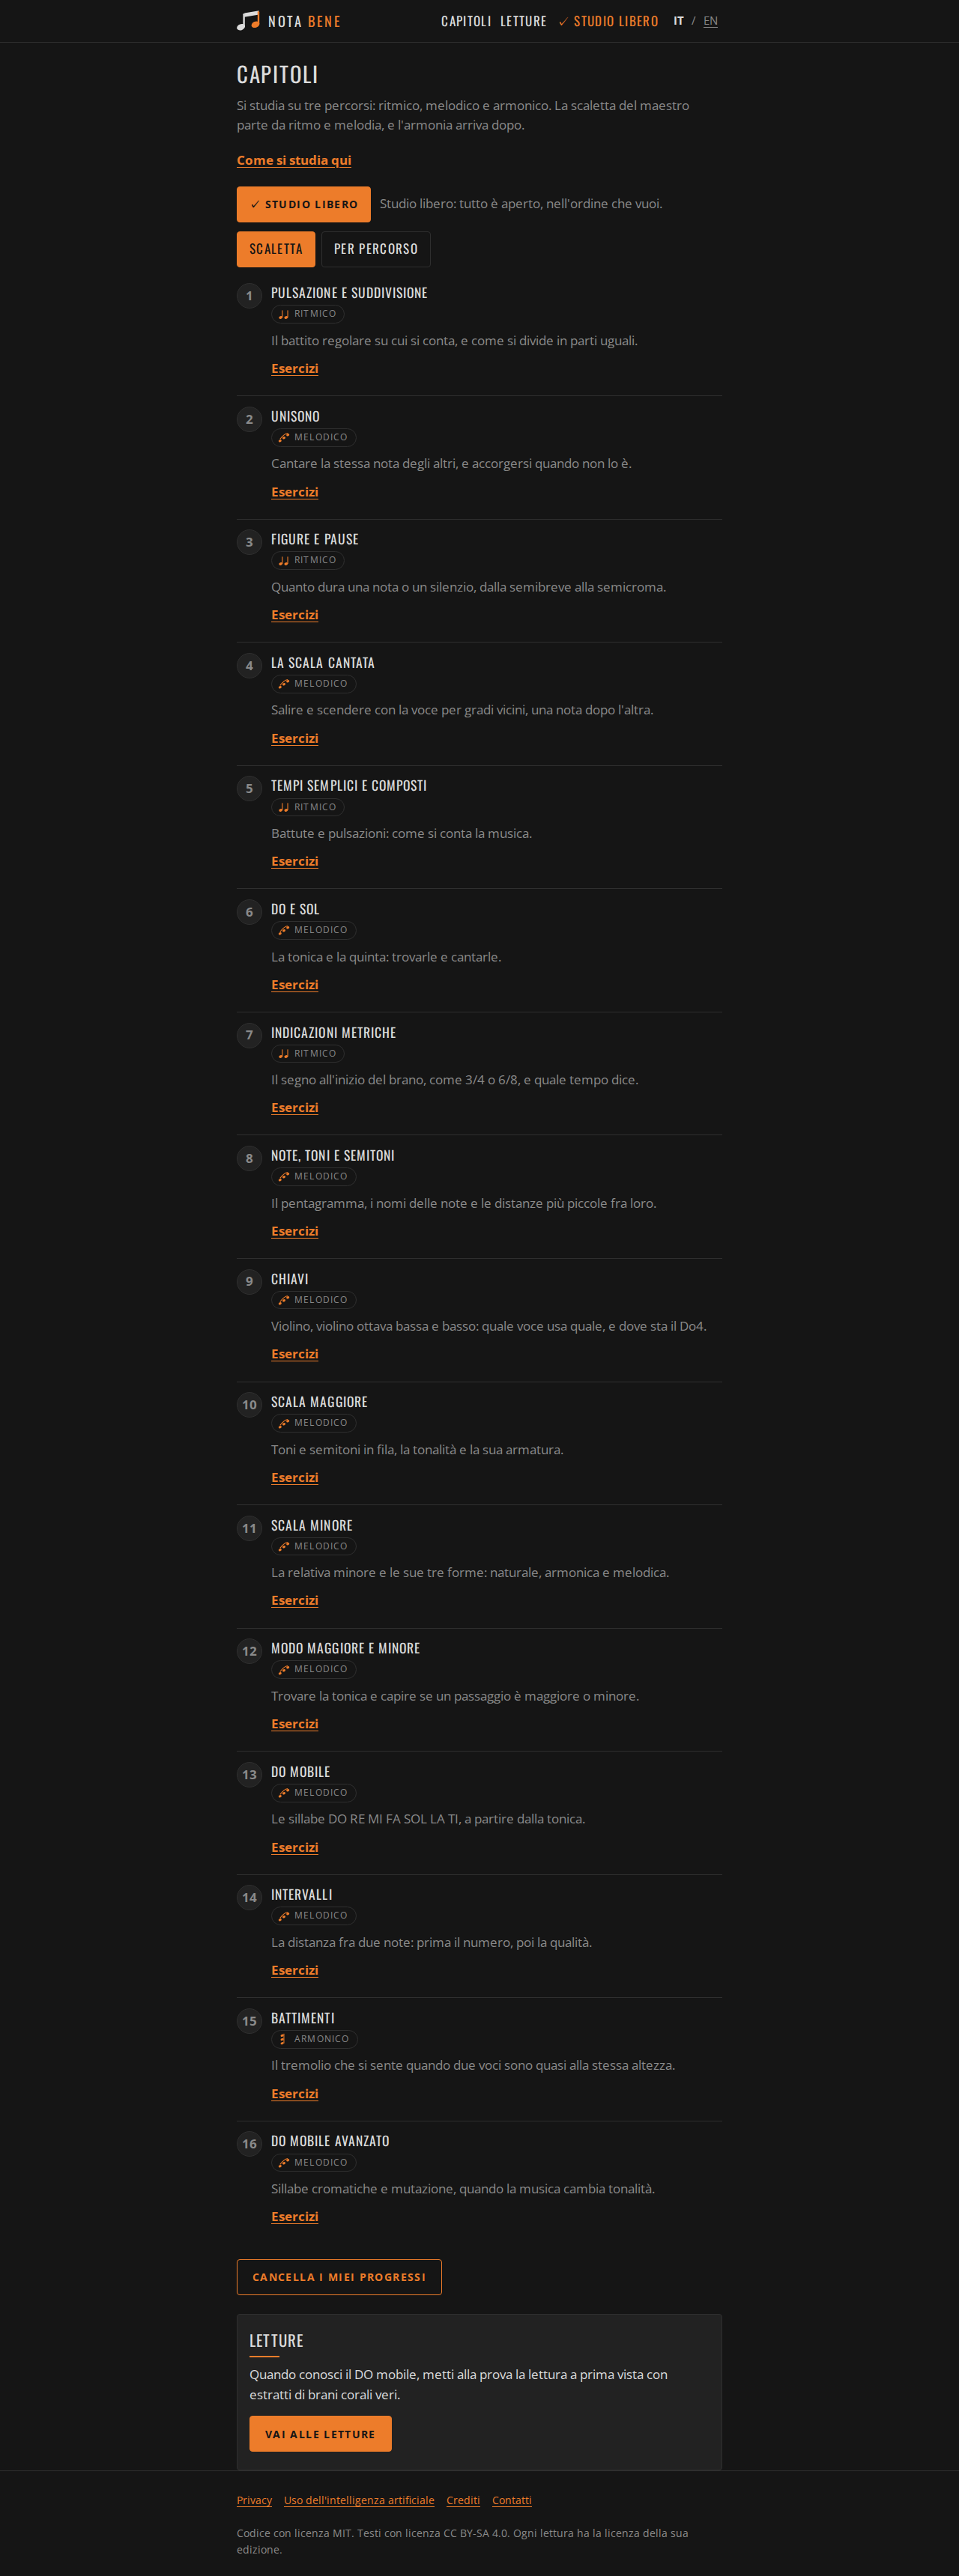 NOTA BENE
CAPITOLI LETTURE ✓ STUDIO LIBERO IT / EN
CAPITOLI
Si studia su tre percorsi: ritmico, melodico e armonico. La scaletta del maestro
parte da ritmo e melodia, e l'armonia arriva dopo.
Come si studia qui
✓ STUDIO LIBERO Studio libero: tutto è aperto, nell'ordine che vuoi.
SCALETTA PER PERCORSO
1 PULSAZIONE E SUDDIVISIONE
RITMICO
Il battito regolare su cui si conta, e come si divide in parti uguali.
Esercizi
2 UNISONO
MELODICO
Cantare la stessa nota degli altri, e accorgersi quando non lo è.
Esercizi
3 FIGURE E PAUSE
RITMICO
Quanto dura una nota o un silenzio, dalla semibreve alla semicroma.
Esercizi
4 LA SCALA CANTATA
MELODICO
Salire e scendere con la voce per gradi vicini, una nota dopo l'altra.
Esercizi
5 TEMPI SEMPLICI E COMPOSTI
RITMICO
Battute e pulsazioni: come si conta la musica.
Esercizi
6 DO E SOL
MELODICO
La tonica e la quinta: trovarle e cantarle.
Esercizi
7 INDICAZIONI METRICHE
RITMICO
Il segno all'inizio del brano, come 3/4 o 6/8, e quale tempo dice.
Esercizi
8 NOTE, TONI E SEMITONI
MELODICO
Il pentagramma, i nomi delle note e le distanze più piccole fra loro.
Esercizi
9 CHIAVI
MELODICO
Violino, violino ottava bassa e basso: quale voce usa quale, e dove sta il Do4.
Esercizi
10 SCALA MAGGIORE
MELODICO
Toni e semitoni in fila, la tonalità e la sua armatura.
Esercizi
11 SCALA MINORE
MELODICO
La relativa minore e le sue tre forme: naturale, armonica e melodica.
Esercizi
12 MODO MAGGIORE E MINORE
MELODICO
Trovare la tonica e capire se un passaggio è maggiore o minore.
Esercizi
13 DO MOBILE
MELODICO
Le sillabe DO RE MI FA SOL LA TI, a partire dalla tonica.
Esercizi
14 INTERVALLI
MELODICO
La distanza fra due note: prima il numero, poi la qualità.
Esercizi
15 BATTIMENTI
ARMONICO
Il tremolio che si sente quando due voci sono quasi alla stessa altezza.
Esercizi
16 DO MOBILE AVANZATO
MELODICO
Sillabe cromatiche e mutazione, quando la musica cambia tonalità.
Esercizi
CANCELLA I MIEI PROGRESSI
LETTURE
Quando conosci il DO mobile, metti alla prova la lettura a prima vista con
estratti di brani corali veri.
VAI ALLE LETTURE
Privacy Uso dell'intelligenza artificiale Crediti Contatti
Codice con licenza MIT. Testi con licenza CC BY-SA 4.0. Ogni lettura ha la licenza della sua
edizione.